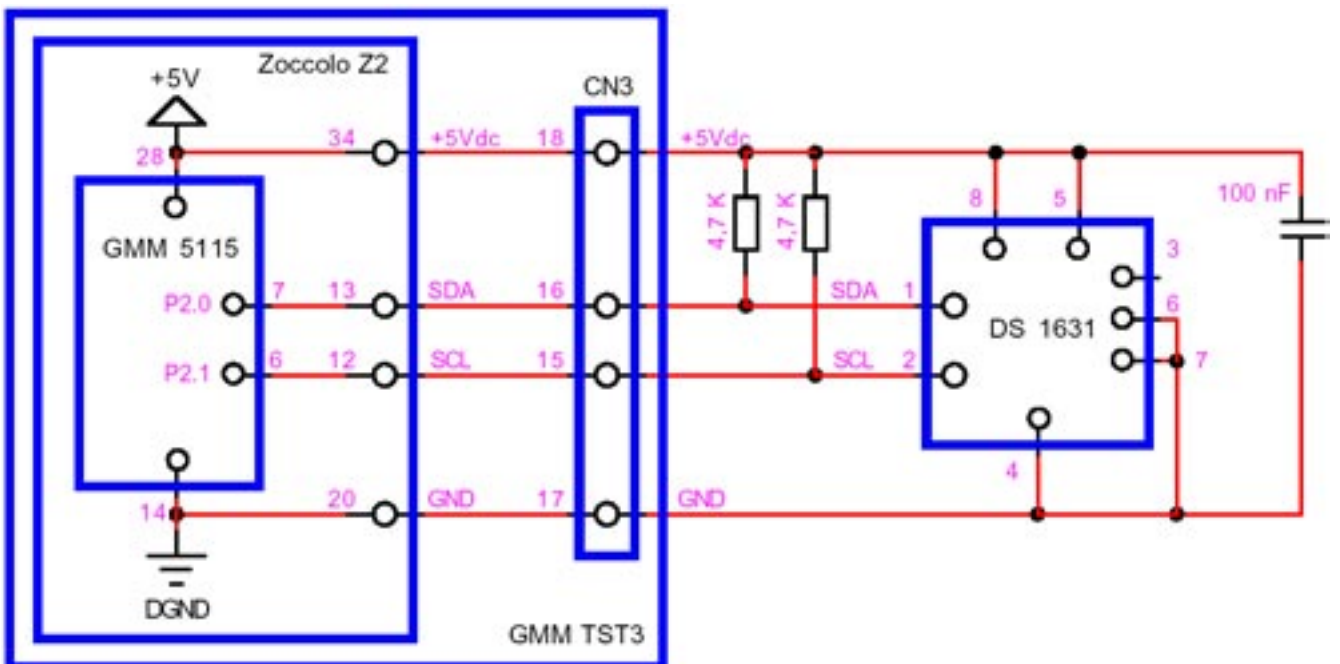 Zoccolo Z2
+5V
CN3
34
+5Vdc
18
+5Vdc
28
8
5
100 nF
4,7 K
4,7 K
GMM 5115
3
P2.0
7
13
SDA
16
SDA
1
6
DS 1631
P2.1
6
12
SCL
15
SCL
2
7
4
14
20
GND
17
GND
DGND
GMM TST3